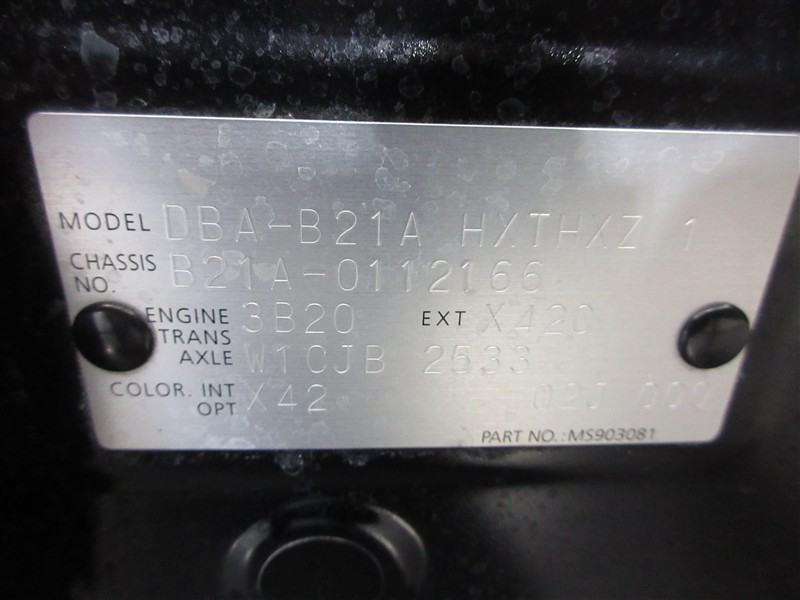 MODEL DBA-B21A HXTHXZ 1
CHASSIS NO. B21A-0112166
ENGINE 3B20 EXT X42C
TRANS AXLE W1CJB 2533
COLOR. INT OPT X42 02J 000
PART NO.:MS903081